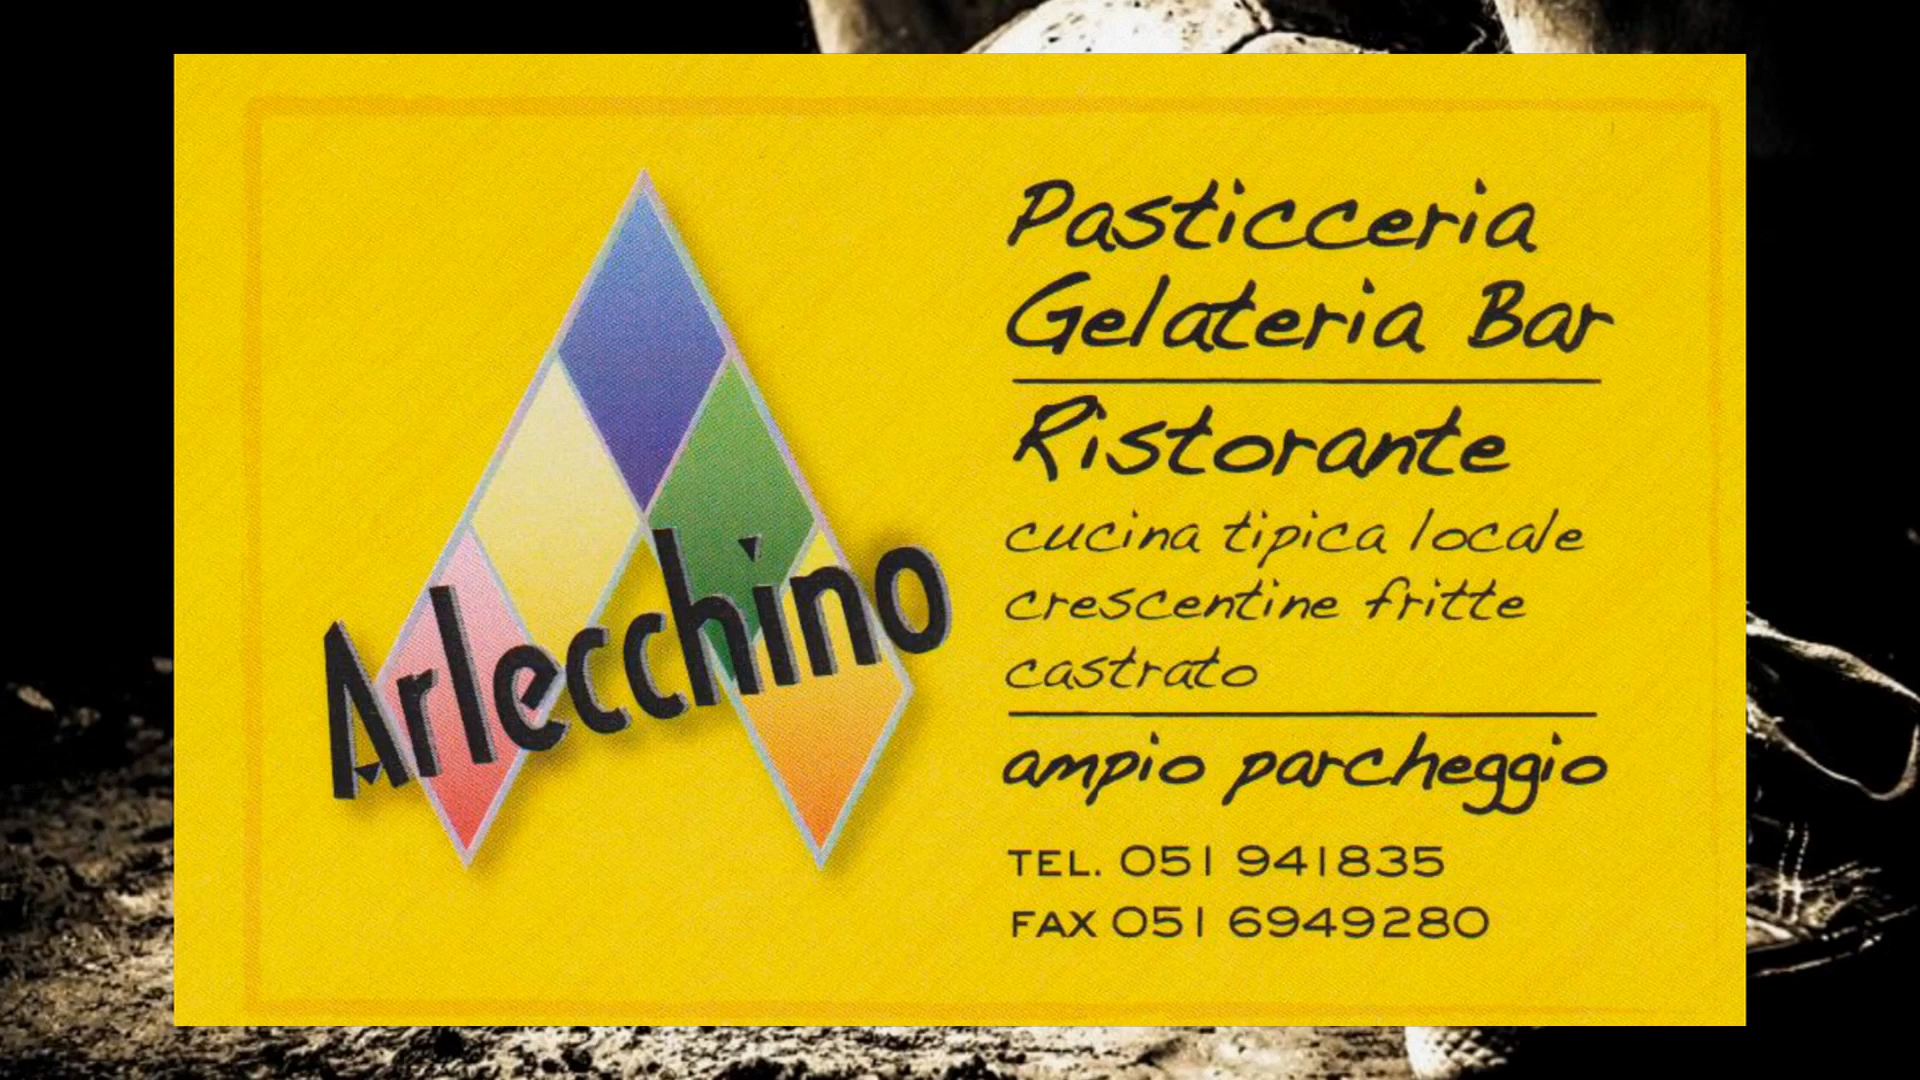 Arlecchino
Pasticceria
Gelateria Bar
Ristorante
cucina tipica locale
crescentine fritte
castrato
ampio parcheggio
TEL. 051 941835
FAX 051 6949280